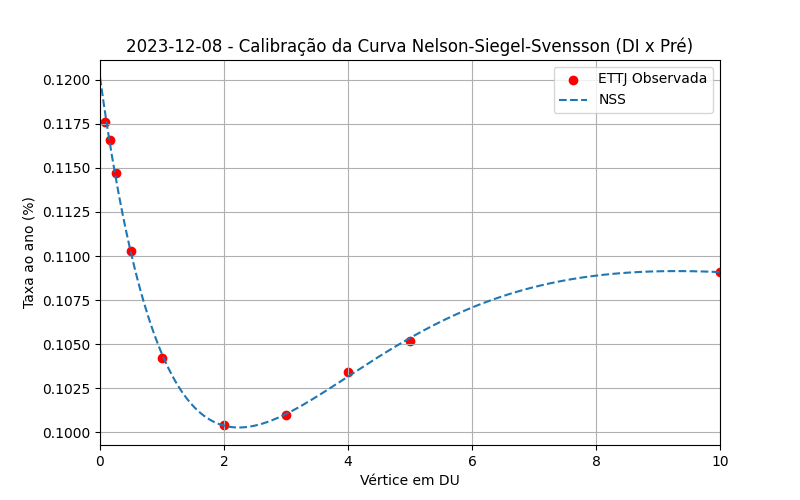 2023-12-08 - Calibração da Curva Nelson-Siegel-Svensson (DI x Pré)
ETTJ Observada
NSS
Taxa ao ano (%)
0.1200
0.1175
0.1150
0.1125
0.1100
0.1075
0.1050
0.1025
0.1000
0 2 4 6 8 10
Vértice em DU